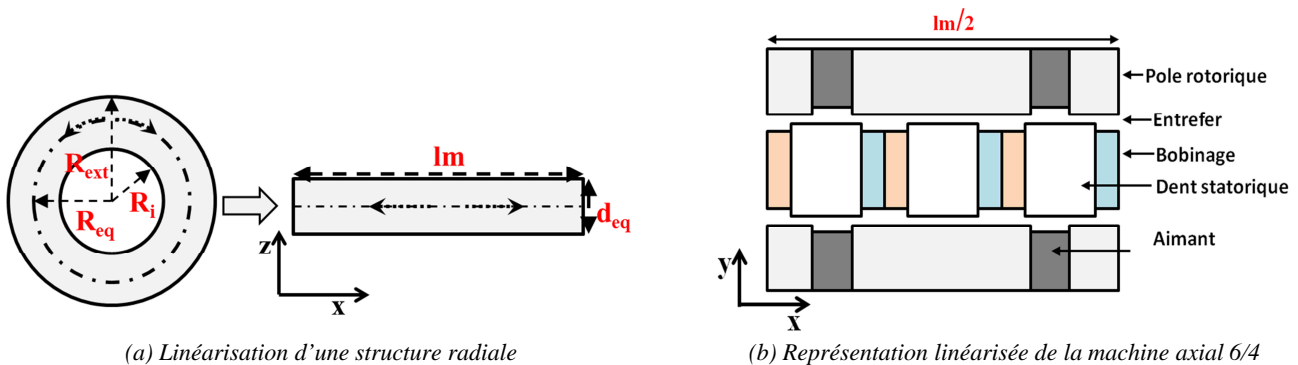 R_ext
R_i
R_eq
lm
d_eq
z
x
(a) Linéarisation d'une structure radiale
lm/2
Pole rotorique
Entrefer
Bobinage
Dent statorique
Aimant
y
x
(b) Représentation linéarisée de la machine axial 6/4